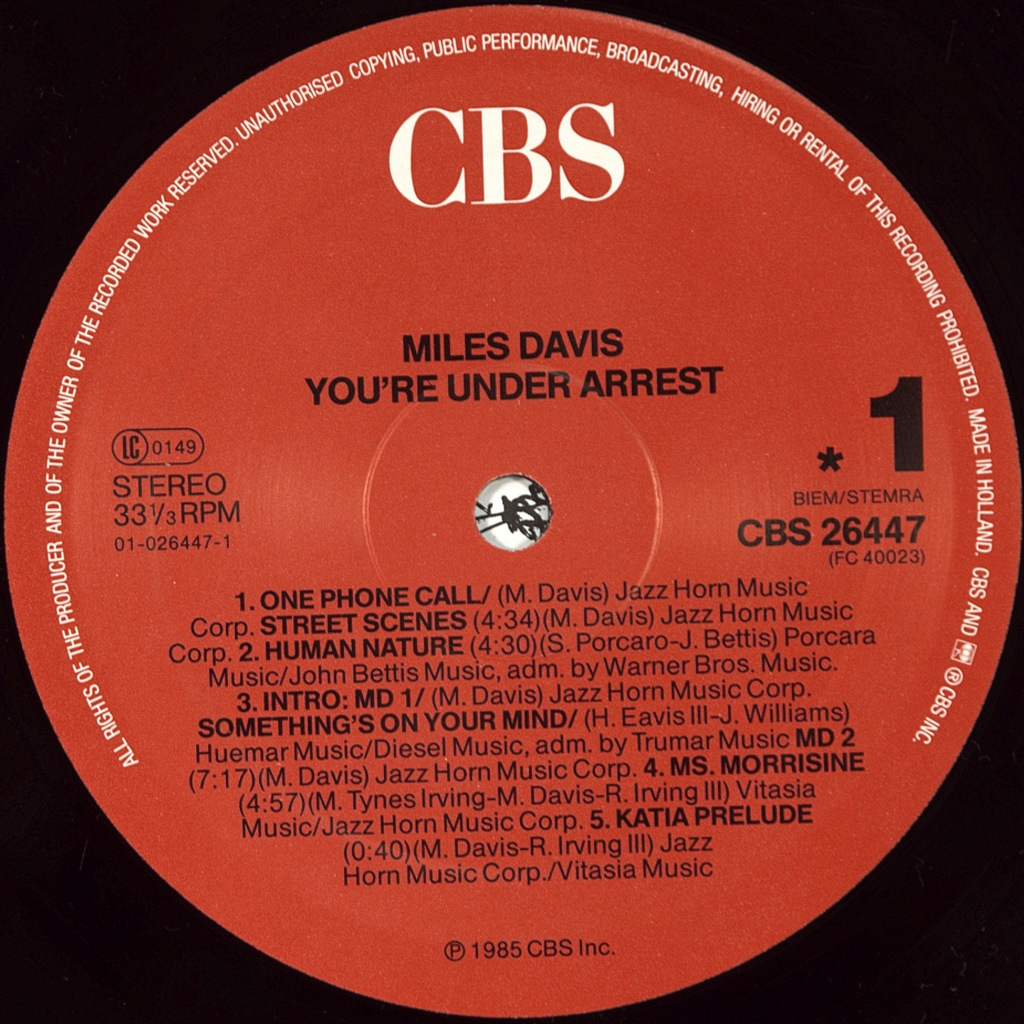 ALL RIGHTS OF THE PRODUCER AND OF THE OWNER OF THE RECORDED WORK RESERVED. UNAUTHORISED COPYING, PUBLIC PERFORMANCE, BROADCASTING, HIRING OR RENTAL OF THIS RECORDING PROHIBITED. MADE IN HOLLAND. CBS AND ℗ CBS INC.
CBS
MILES DAVIS
YOU'RE UNDER ARREST
1
LC 0149
STEREO
33 1/3 RPM
01-026447-1
*
BIEM/STEMRA
CBS 26447
(FC 40023)
1. ONE PHONE CALL/ (M. Davis) Jazz Horn Music
Corp. STREET SCENES (4:34)(M. Davis) Jazz Horn Music
Corp. 2. HUMAN NATURE (4:30)(S. Porcaro-J. Bettis) Porcara
Music/John Bettis Music, adm. by Warner Bros. Music.
3. INTRO: MD 1/ (M. Davis) Jazz Horn Music Corp.
SOMETHING'S ON YOUR MIND/ (H. Eavis III-J. Williams)
Huemar Music/Diesel Music, adm. by Trumar Music MD 2
(7:17)(M. Davis) Jazz Horn Music Corp. 4. MS. MORRISINE
(4:57)(M. Tynes Irving-M. Davis-R. Irving III) Vitasia
Music/Jazz Horn Music Corp. 5. KATIA PRELUDE
(0:40)(M. Davis-R. Irving III) Jazz
Horn Music Corp./Vitasia Music
℗ 1985 CBS Inc.